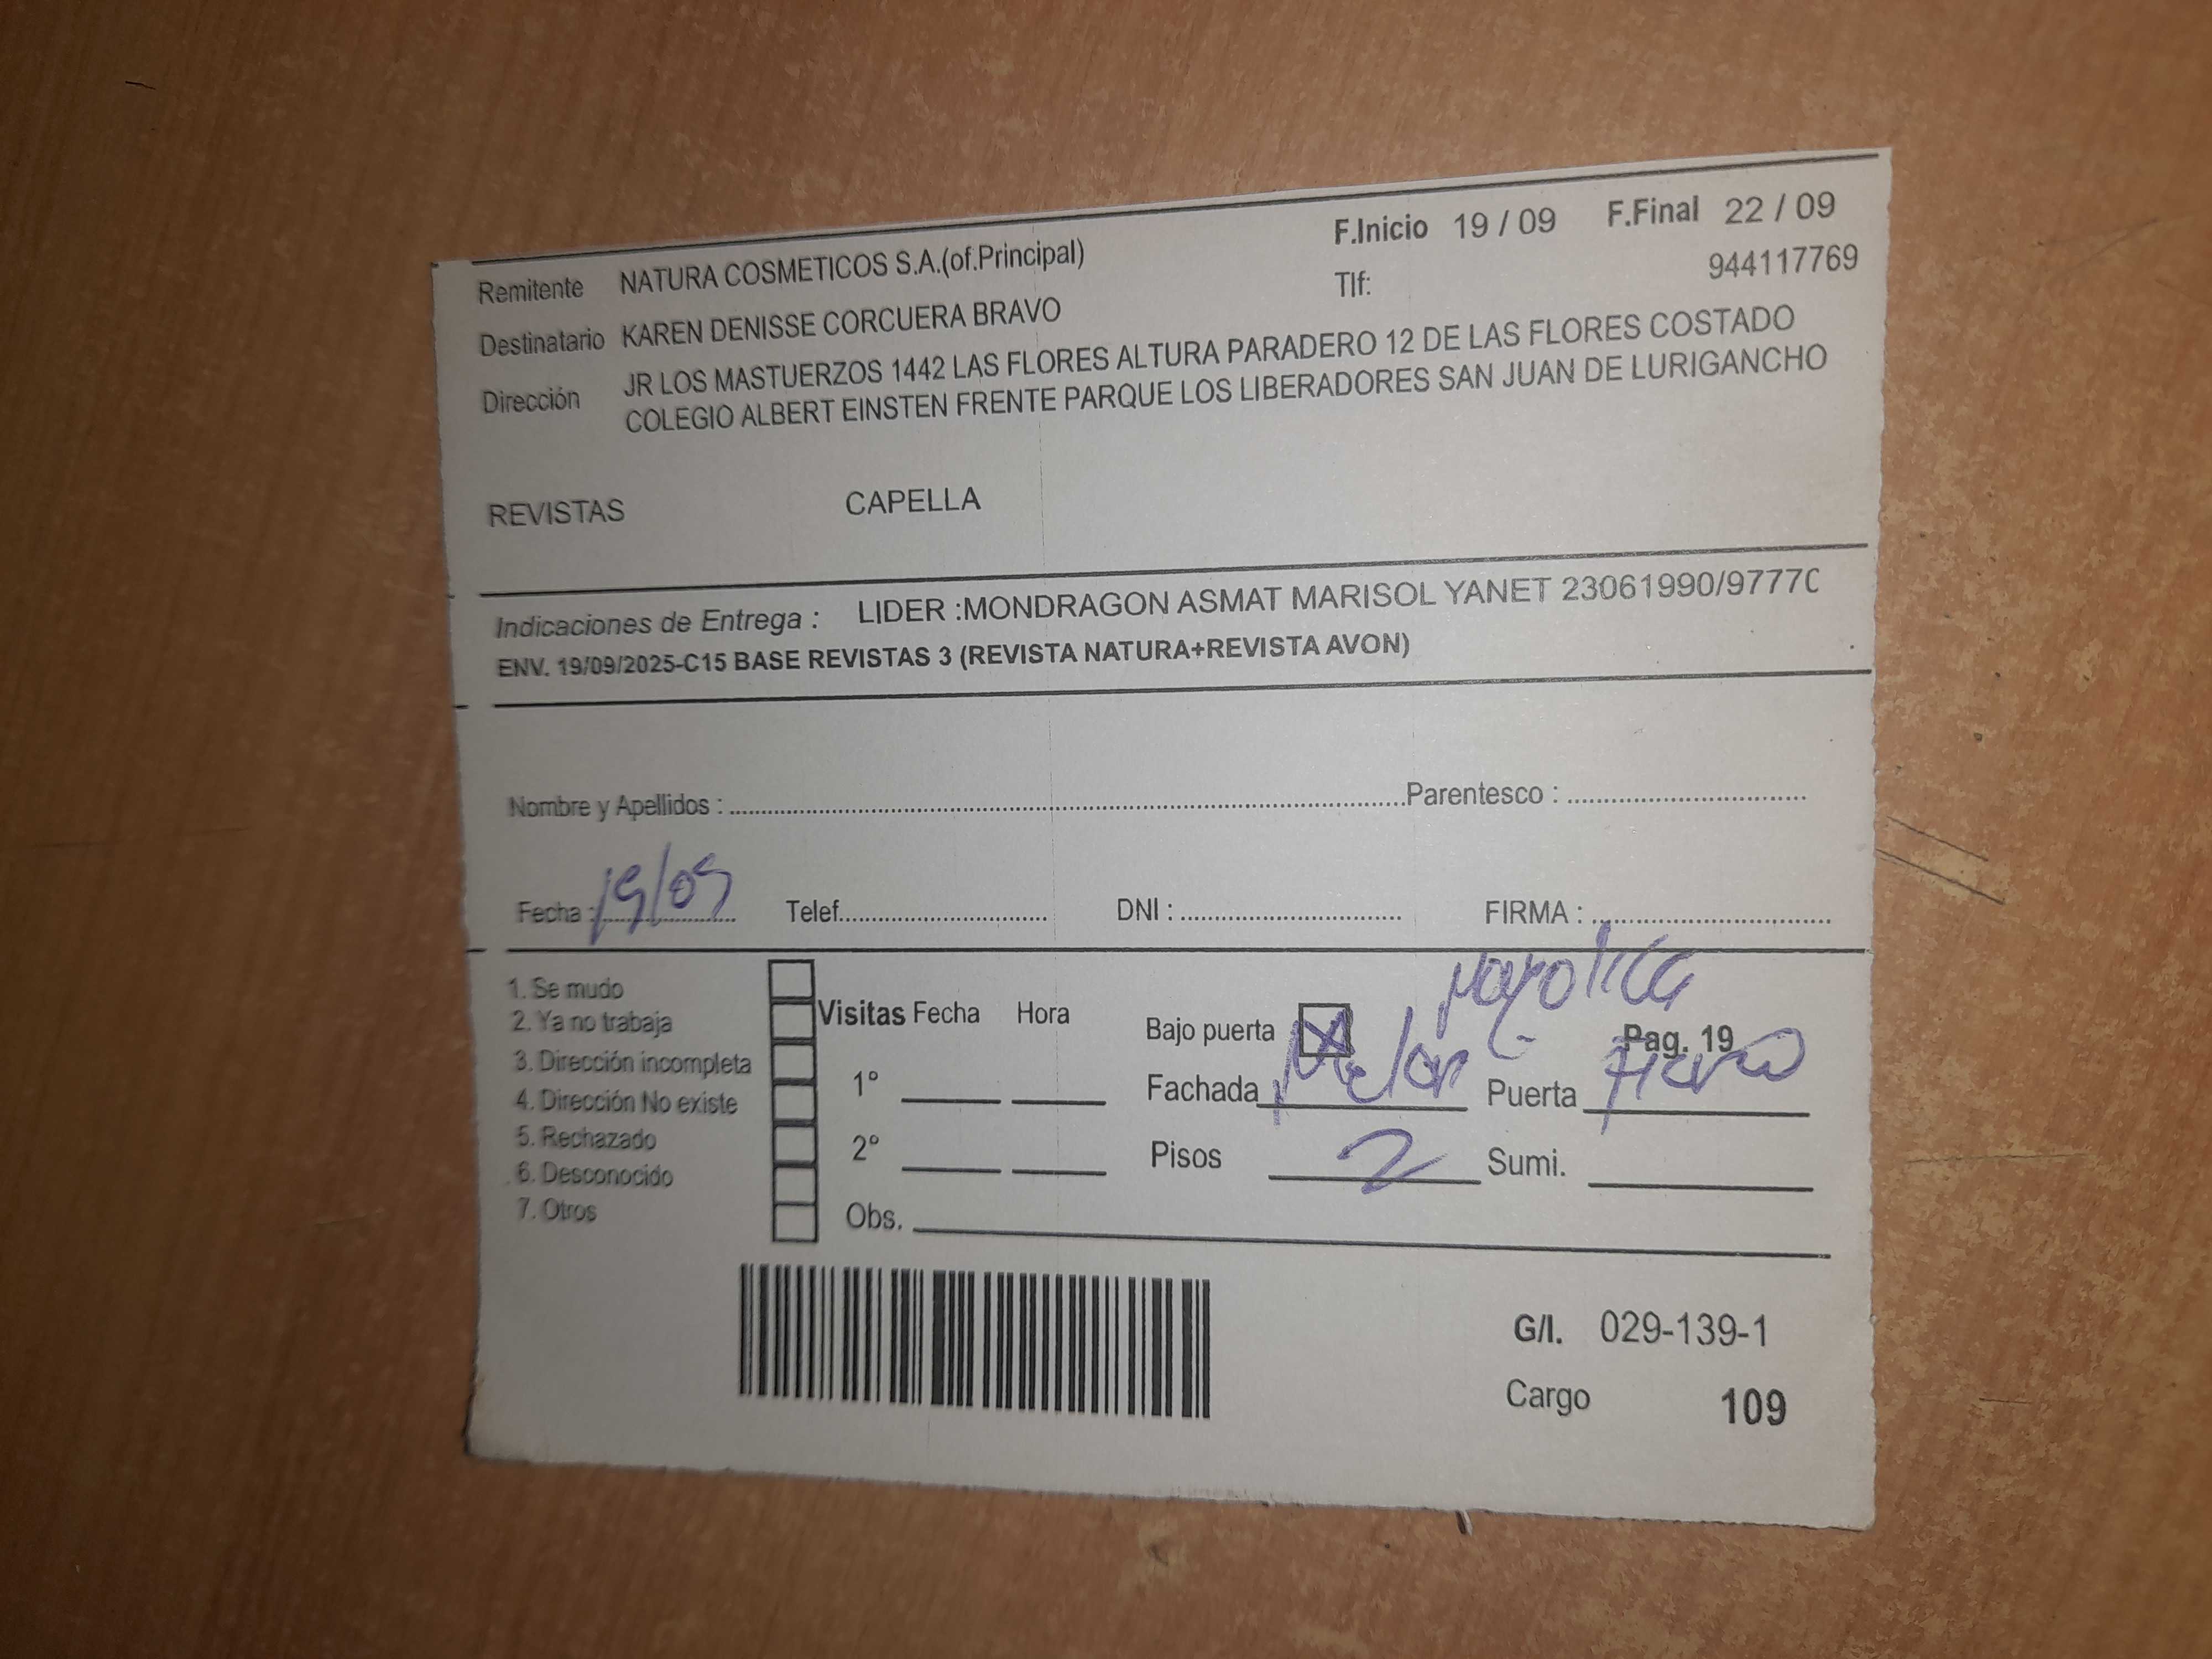 F.Inicio 19 / 09 F.Final 22 / 09
Remitente NATURA COSMETICOS S.A.(of.Principal)
Tlf: 944117769
Destinatario KAREN DENISSE CORCUERA BRAVO
Dirección JR LOS MASTUERZOS 1442 LAS FLORES ALTURA PARADERO 12 DE LAS FLORES COSTADO
COLEGIO ALBERT EINSTEN FRENTE PARQUE LOS LIBERADORES SAN JUAN DE LURIGANCHO
REVISTAS CAPELLA
Indicaciones de Entrega : LIDER :MONDRAGON ASMAT MARISOL YANET 23061990/9777
ENV. 19/09/2025-C15 BASE REVISTAS 3 (REVISTA NATURA+REVISTA AVON)
Nombre y Apellidos : Parentesco :
Fecha : 19/09 Telef. DNI : FIRMA :
mayolica
1. Se mudo
2. Ya no trabaja
3. Dirección incompleta
4. Dirección No existe
5. Rechazado
6. Desconocido
7. Otros
Visitas Fecha Hora
1º
2º
Obs.
Bajo puerta X Pag. 19
Fachada Melon Puerta Fierro
Pisos 2 Sumi.
G/I. 029-139-1
Cargo 109